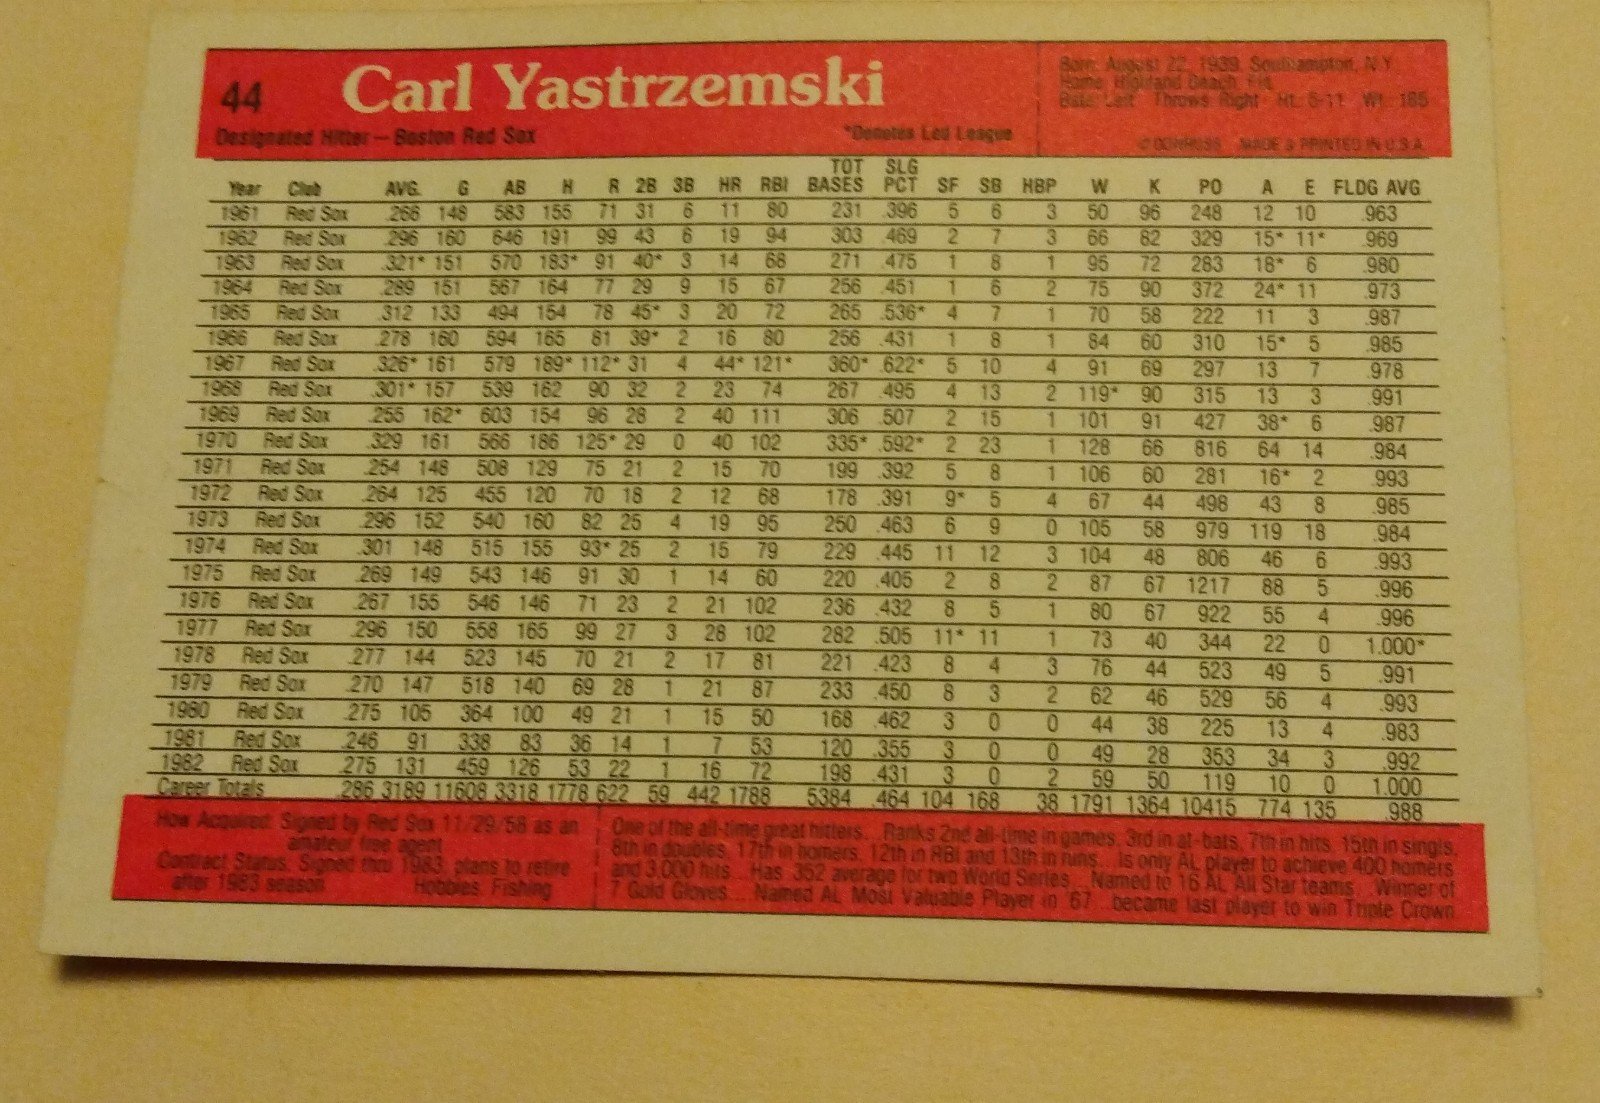 44 Carl Yastrzemski
Designated Hitter — Boston Red Sox *Denotes Led League
Born: August 22, 1939, Southampton, N.Y.
Home: Highland Beach, Fla.
Bats: Left Throws Right Ht.: 5-11 Wt.: 185
© DONRUSS MADE & PRINTED IN U.S.A.
Year Club AVG. G AB H R 2B 3B HR RBI TOT BASES SLG PCT SF SB HBP W K PO A E FLDG AVG
1961 Red Sox .266 148 583 155 71 31 6 11 80 231 .396 5 6 3 50 96 248 12 10 .963
1962 Red Sox .296 160 646 191 99 43 6 19 94 303 .469 2 7 3 66 82 329 15* 11* .969
1963 Red Sox .321* 151 570 183* 91 40* 3 14 68 271 .475 1 8 1 95 72 283 18* 6 .980
1964 Red Sox .289 151 567 164 77 29 9 15 67 256 .451 1 6 2 75 90 372 24* 11 .973
1965 Red Sox .312 133 494 154 78 45* 3 20 72 265 .536* 4 7 1 70 58 222 11 3 .987
1966 Red Sox .278 160 594 165 81 39* 2 16 80 256 .431 1 8 1 84 60 310 15* 5 .985
1967 Red Sox .326* 161 579 189* 112* 31 4 44* 121* 360* .622* 5 10 4 91 69 297 13 7 .978
1968 Red Sox .301* 157 539 162 90 32 2 23 74 267 .495 4 13 2 119* 90 315 13 3 .991
1969 Red Sox .255 162* 603 154 96 28 2 40 111 306 .507 2 15 1 101 91 427 38* 6 .987
1970 Red Sox .329 161 566 186 125* 29 0 40 102 335* .592* 2 23 1 128 66 816 64 14 .984
1971 Red Sox .254 148 508 129 75 21 2 15 70 199 .392 5 8 1 106 60 281 16* 2 .993
1972 Red Sox .264 125 455 120 70 18 2 12 68 178 .391 9* 5 4 67 44 498 43 8 .985
1973 Red Sox .296 152 540 160 82 25 4 19 95 250 .463 6 9 0 105 58 979 119 18 .984
1974 Red Sox .301 148 515 155 93* 25 2 15 79 229 .445 11 12 3 104 48 806 46 6 .993
1975 Red Sox .269 149 543 146 91 30 1 14 60 220 .405 2 8 2 87 67 1217 88 5 .996
1976 Red Sox .267 155 546 146 71 23 2 21 102 236 .432 8 5 1 80 67 922 55 4 .996
1977 Red Sox .296 150 558 165 99 27 3 28 102 282 .505 11* 11 1 73 40 344 22 0 1.000*
1978 Red Sox .277 144 523 145 70 21 2 17 81 221 .423 8 4 3 76 44 523 49 5 .991
1979 Red Sox .270 147 518 140 69 28 1 21 87 233 .450 8 3 2 62 46 529 56 4 .993
1980 Red Sox .275 105 364 100 49 21 1 15 50 168 .462 3 0 0 44 38 225 13 4 .983
1981 Red Sox .246 91 338 83 36 14 1 7 53 120 .355 3 0 0 49 28 353 34 3 .992
1982 Red Sox .275 131 459 126 53 22 1 16 72 198 .431 3 0 2 59 50 119 10 0 1.000
Career Totals .286 3189 11608 3318 1778 622 59 442 1788 5384 .464 104 168 38 1791 1364 10415 774 135 .988
How Acquired: Signed by Red Sox 11/29/58 as an
amateur free agent
Contract Status: Signed thru 1983, plans to retire
after 1983 season Hobbies: Fishing
One of the all-time great hitters... Ranks 2nd all-time in games, 3rd in at-bats, 7th in hits, 15th in singls,
8th in doubles, 17th in homers, 12th in RBI and 13th in runs... Is only AL player to achieve 400 homers
and 3,000 hits... Has .352 average for two World Series... Named to 16 AL All Star teams... Winner of
7 Gold Gloves... Named AL Most Valuable Player in '67...became last player to win Triple Crown